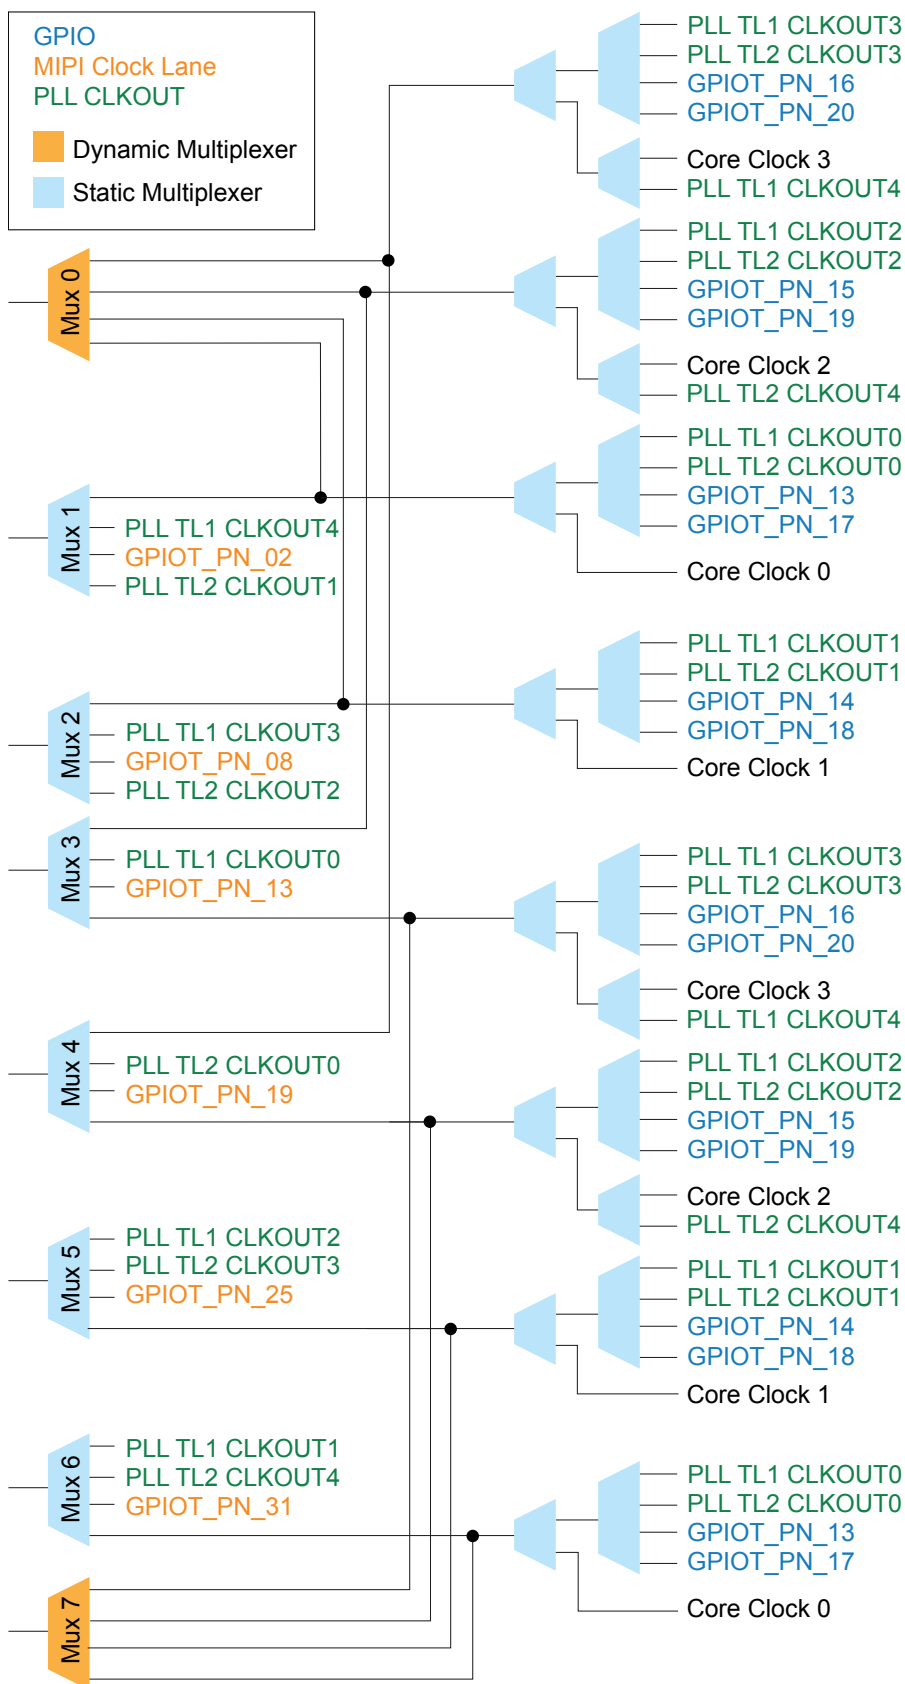 GPIO
MIPI Clock Lane
PLL CLKOUT
Dynamic Multiplexer
Static Multiplexer
PLL TL1 CLKOUT3
PLL TL2 CLKOUT3
GPIOT_PN_16
GPIOT_PN_20
Core Clock 3
PLL TL1 CLKOUT4
Mux 0
PLL TL1 CLKOUT2
PLL TL2 CLKOUT2
GPIOT_PN_15
GPIOT_PN_19
Core Clock 2
PLL TL2 CLKOUT4
PLL TL1 CLKOUT0
PLL TL2 CLKOUT0
GPIOT_PN_13
GPIOT_PN_17
Core Clock 0
Mux 1
PLL TL1 CLKOUT4
GPIOT_PN_02
PLL TL2 CLKOUT1
PLL TL1 CLKOUT1
PLL TL2 CLKOUT1
GPIOT_PN_14
GPIOT_PN_18
Core Clock 1
Mux 2
PLL TL1 CLKOUT3
GPIOT_PN_08
PLL TL2 CLKOUT2
Mux 3
PLL TL1 CLKOUT0
GPIOT_PN_13
PLL TL1 CLKOUT3
PLL TL2 CLKOUT3
GPIOT_PN_16
GPIOT_PN_20
Core Clock 3
PLL TL1 CLKOUT4
Mux 4
PLL TL2 CLKOUT0
GPIOT_PN_19
PLL TL1 CLKOUT2
PLL TL2 CLKOUT2
GPIOT_PN_15
GPIOT_PN_19
Core Clock 2
PLL TL2 CLKOUT4
Mux 5
PLL TL1 CLKOUT2
PLL TL2 CLKOUT3
GPIOT_PN_25
PLL TL1 CLKOUT1
PLL TL2 CLKOUT1
GPIOT_PN_14
GPIOT_PN_18
Core Clock 1
Mux 6
PLL TL1 CLKOUT1
PLL TL2 CLKOUT4
GPIOT_PN_31
PLL TL1 CLKOUT0
PLL TL2 CLKOUT0
GPIOT_PN_13
GPIOT_PN_17
Core Clock 0
Mux 7